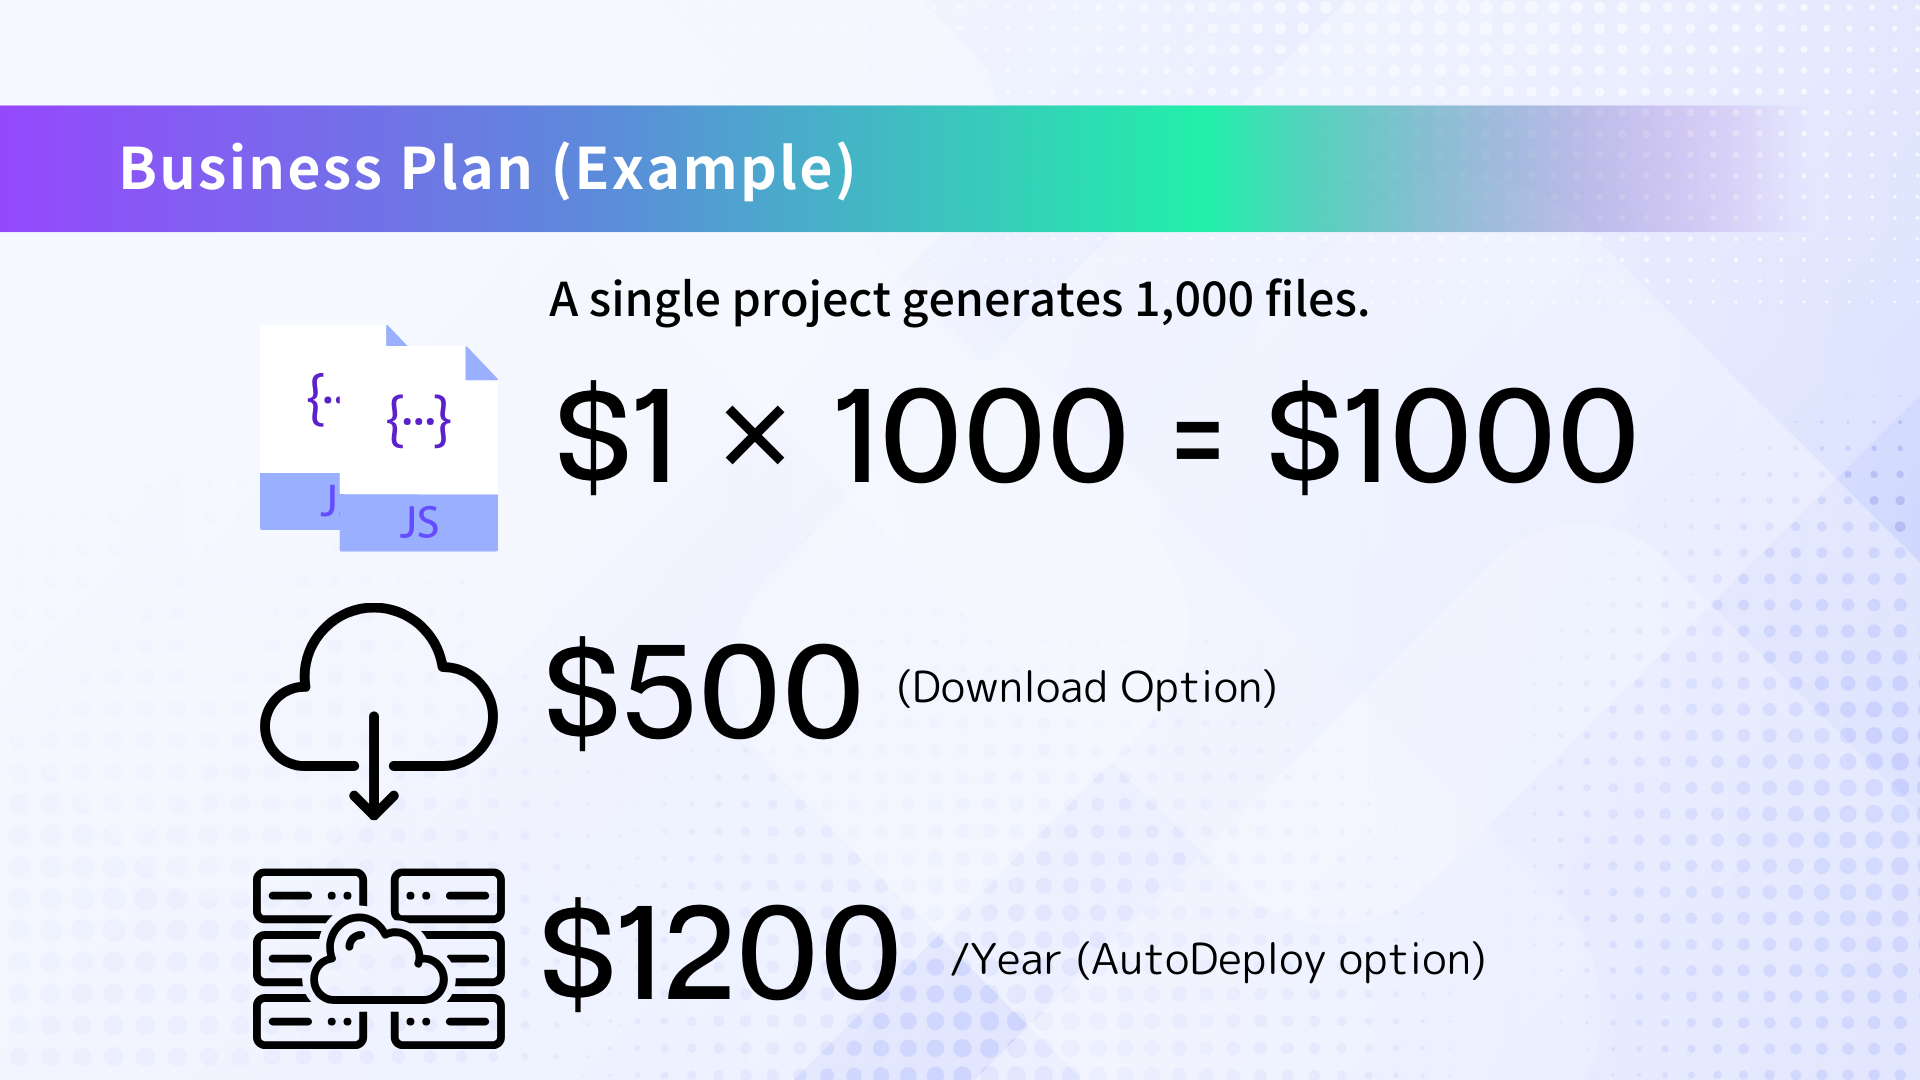 Business Plan (Example)
A single project generates 1,000 files.
{··
{···}
$1 × 1000 = $1000
J
JS
$500 (Download Option)
$1200 /Year (AutoDeploy option)